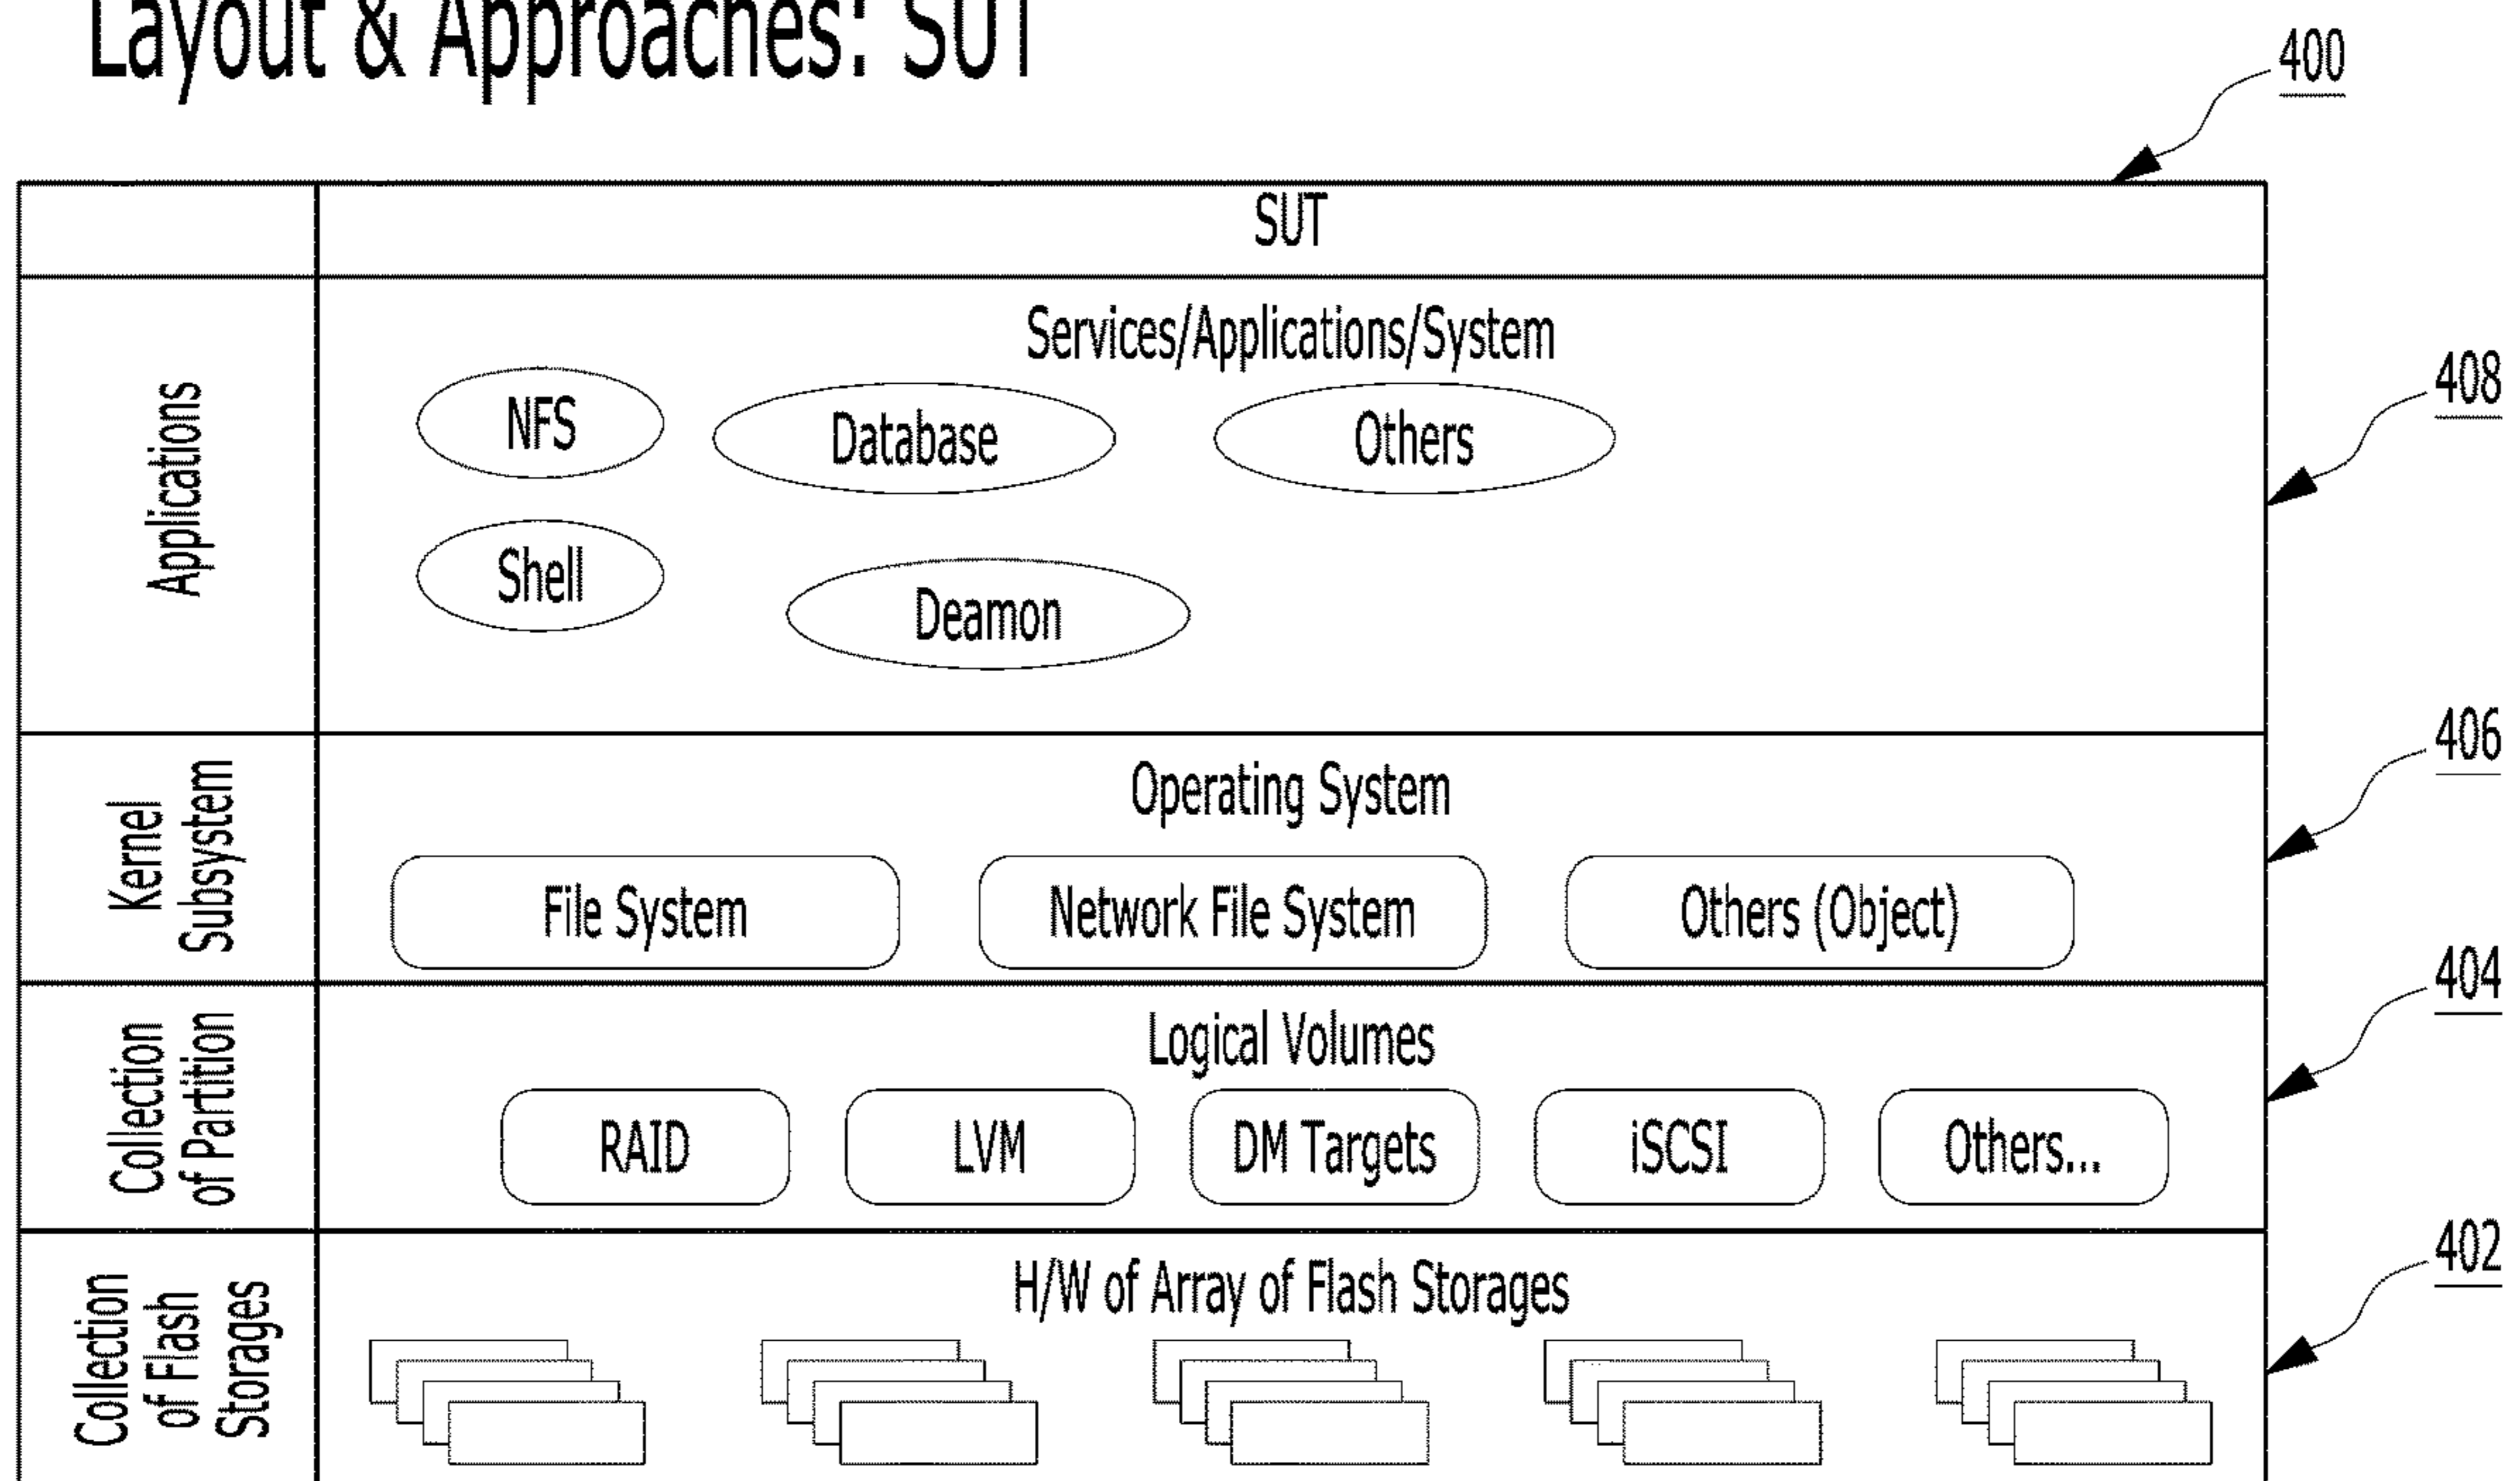 Layout & Approaches: SUT
400
SUT
Applications
Services/Applications/System
NFS
Database
Others
Shell
Deamon
408
Kernel
Subsystem
Operating System
File System
Network File System
Others (Object)
406
Collection
of Partition
Logical Volumes
RAID
LVM
DM Targets
iSCSI
Others...
404
Collection
of Flash
Storages
H/W of Array of Flash Storages
402